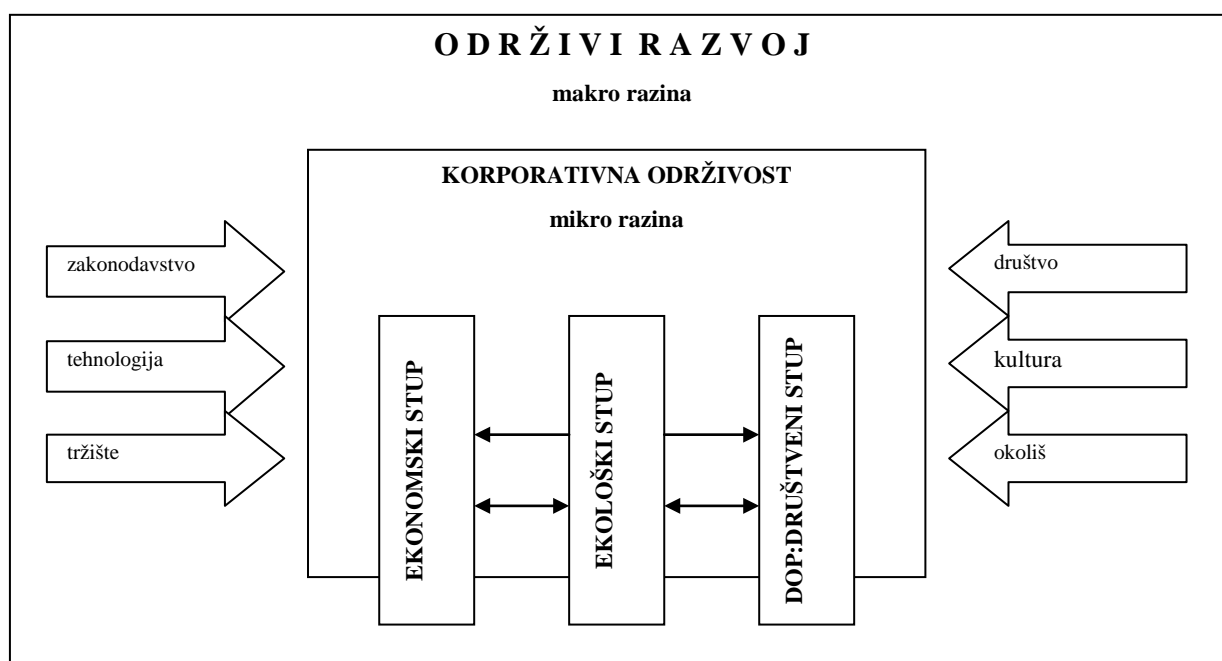 O D R Ž I V I R A Z V O J
makro razina
KORPORATIVNA ODRŽIVOST
mikro razina
zakonodavstvo
tehnologija
tržište
EKONOMSKI STUP
EKOLOŠKI STUP
DOP:DRUŠTVENI STUP
društvo
kultura
okoliš